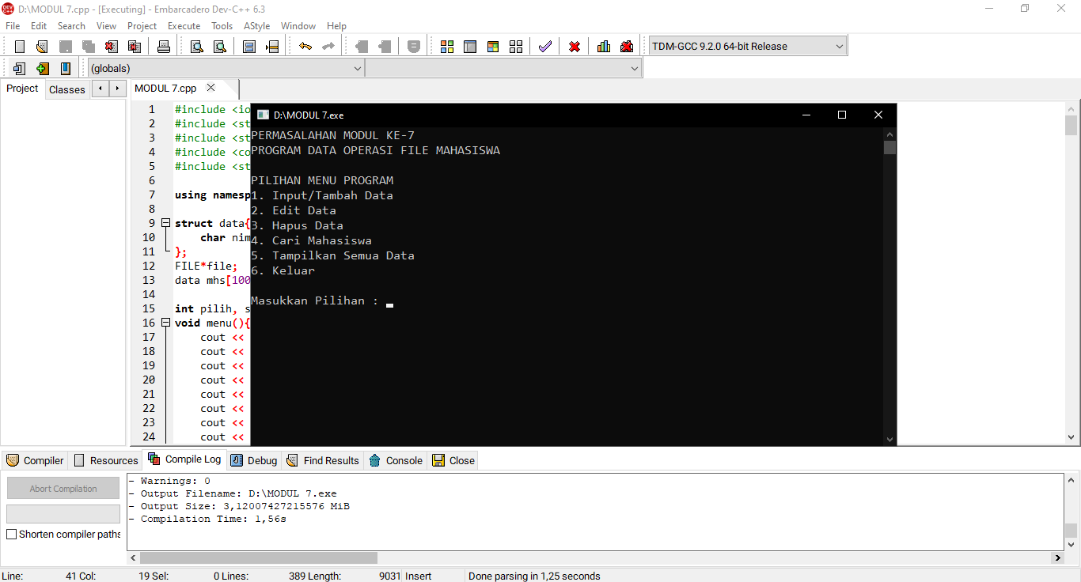 D:\MODUL 7.cpp - [Executing] - Embarcadero Dev-C++ 6.3
File Edit Search View Project Execute Tools AStyle Window Help
TDM-GCC 9.2.0 64-bit Release
(globals)
Project Classes
MODUL 7.cpp
1 #include <io
2 #include <st
3 #include <st
4 #include <co
5 #include <st
6
7 using namesp
8
9 struct data{
10 char nim
11 };
12 FILE*file;
13 data mhs[100
14
15 int pilih, s
16 void menu(){
17 cout <<
18 cout <<
19 cout <<
20 cout <<
21 cout <<
22 cout <<
23 cout <<
24 cout <<
D:\MODUL 7.exe
PERMASALAHAN MODUL KE-7
PROGRAM DATA OPERASI FILE MAHASISWA
PILIHAN MENU PROGRAM
1. Input/Tambah Data
2. Edit Data
3. Hapus Data
4. Cari Mahasiswa
5. Tampilkan Semua Data
6. Keluar
Masukkan Pilihan :
Compiler Resources Compile Log Debug Find Results Console Close
Abort Compilation
Shorten compiler paths
- Warnings: 0
- Output Filename: D:\MODUL 7.exe
- Output Size: 3,12007427215576 MiB
- Compilation Time: 1,56s
Line: 41 Col: 19 Sel: 0 Lines: 389 Length: 9031 Insert Done parsing in 1,25 seconds